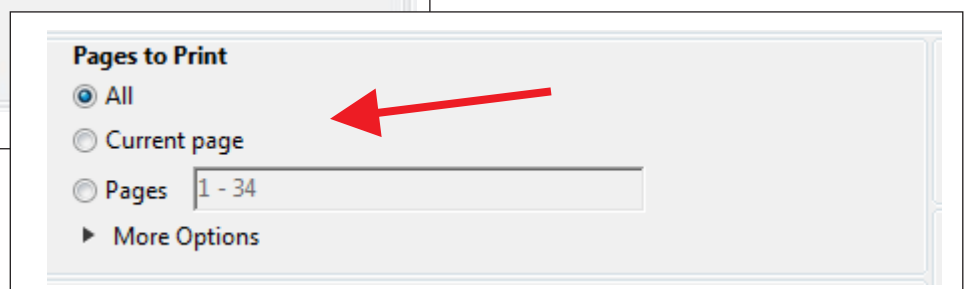 Pages to Print
All
Current page
Pages 1 - 34
More Options